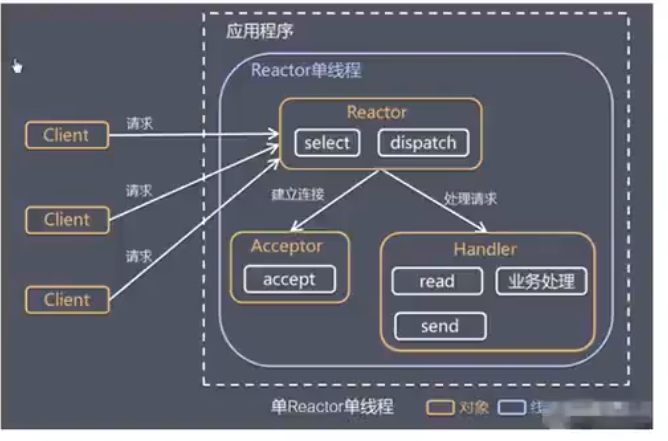 应用程序
Reactor单线程
Reactor
select
dispatch
Client
请求
Client
请求
Client
请求
建立连接
处理请求
Acceptor
accept
Handler
read
业务处理
send
单Reactor单线程
对象
线